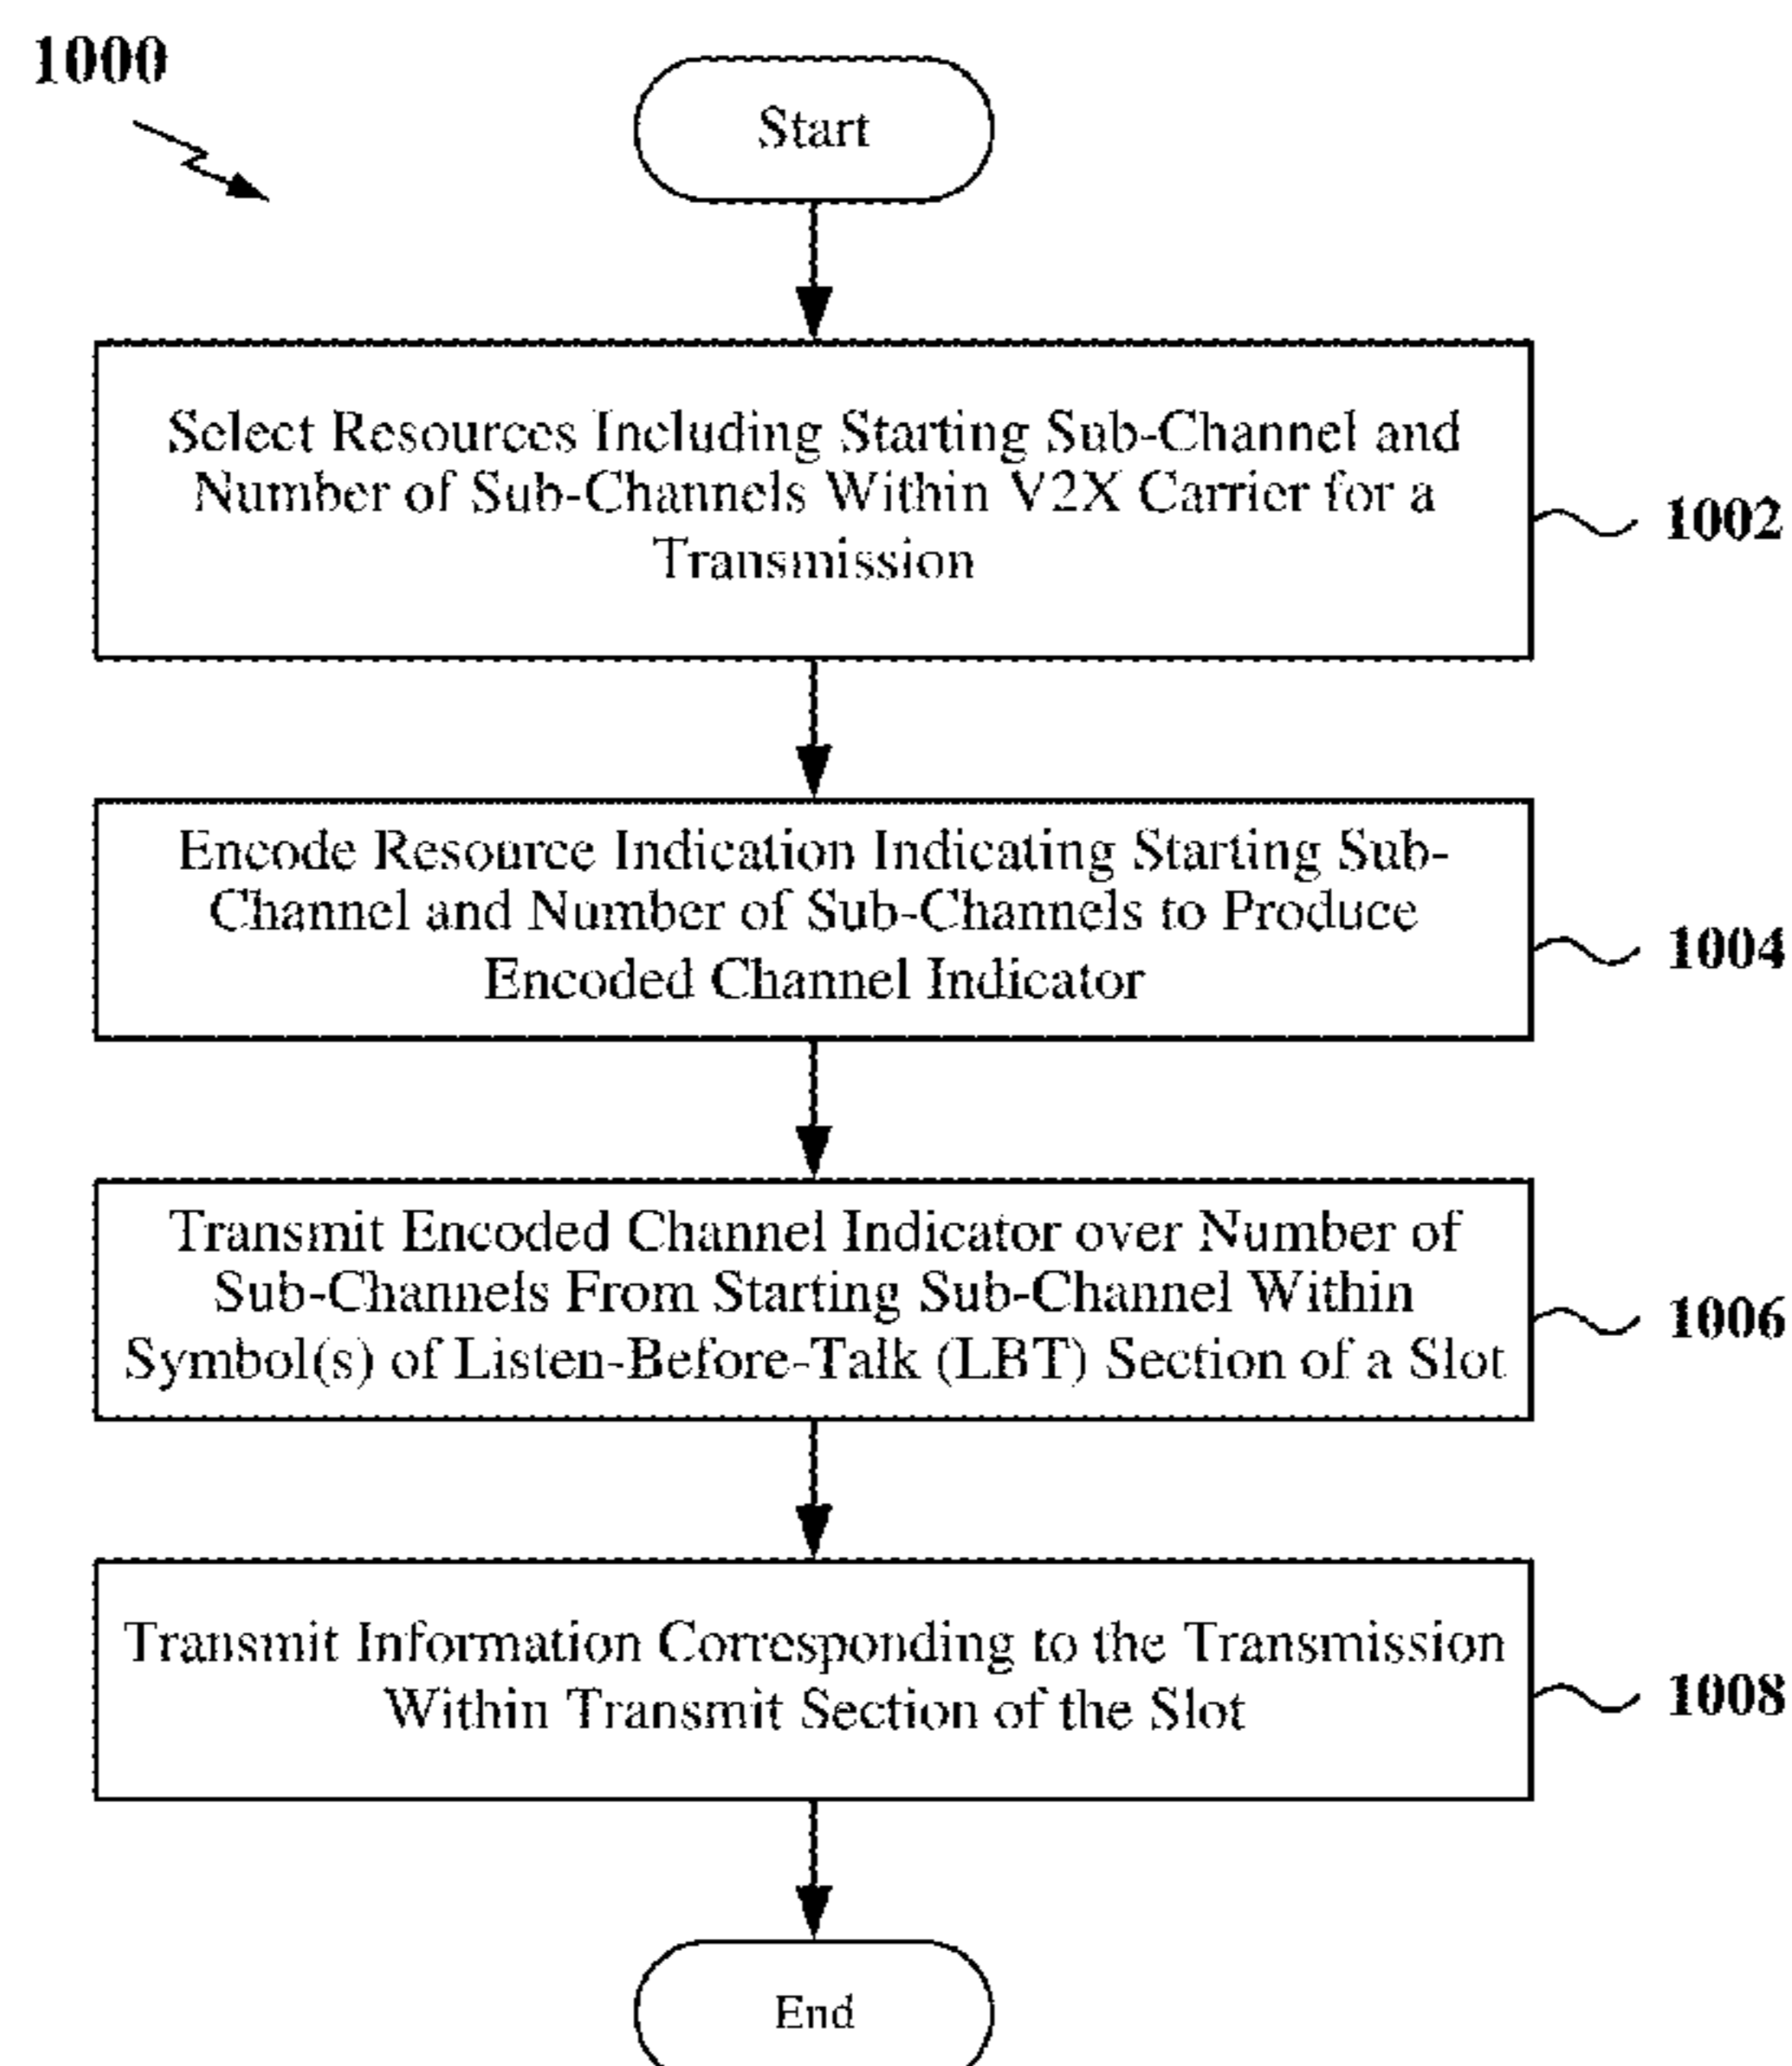 1000
Start
Select Resources Including Starting Sub-Channel and
Number of Sub-Channels Within V2X Carrier for a
Transmission
1002
Encode Resource Indication Indicating Starting Sub-
Channel and Number of Sub-Channels to Produce
Encoded Channel Indicator
1004
Transmit Encoded Channel Indicator over Number of
Sub-Channels From Starting Sub-Channel Within
Symbol(s) of Listen-Before-Talk (LBT) Section of a Slot
1006
Transmit Information Corresponding to the Transmission
Within Transmit Section of the Slot
1008
End